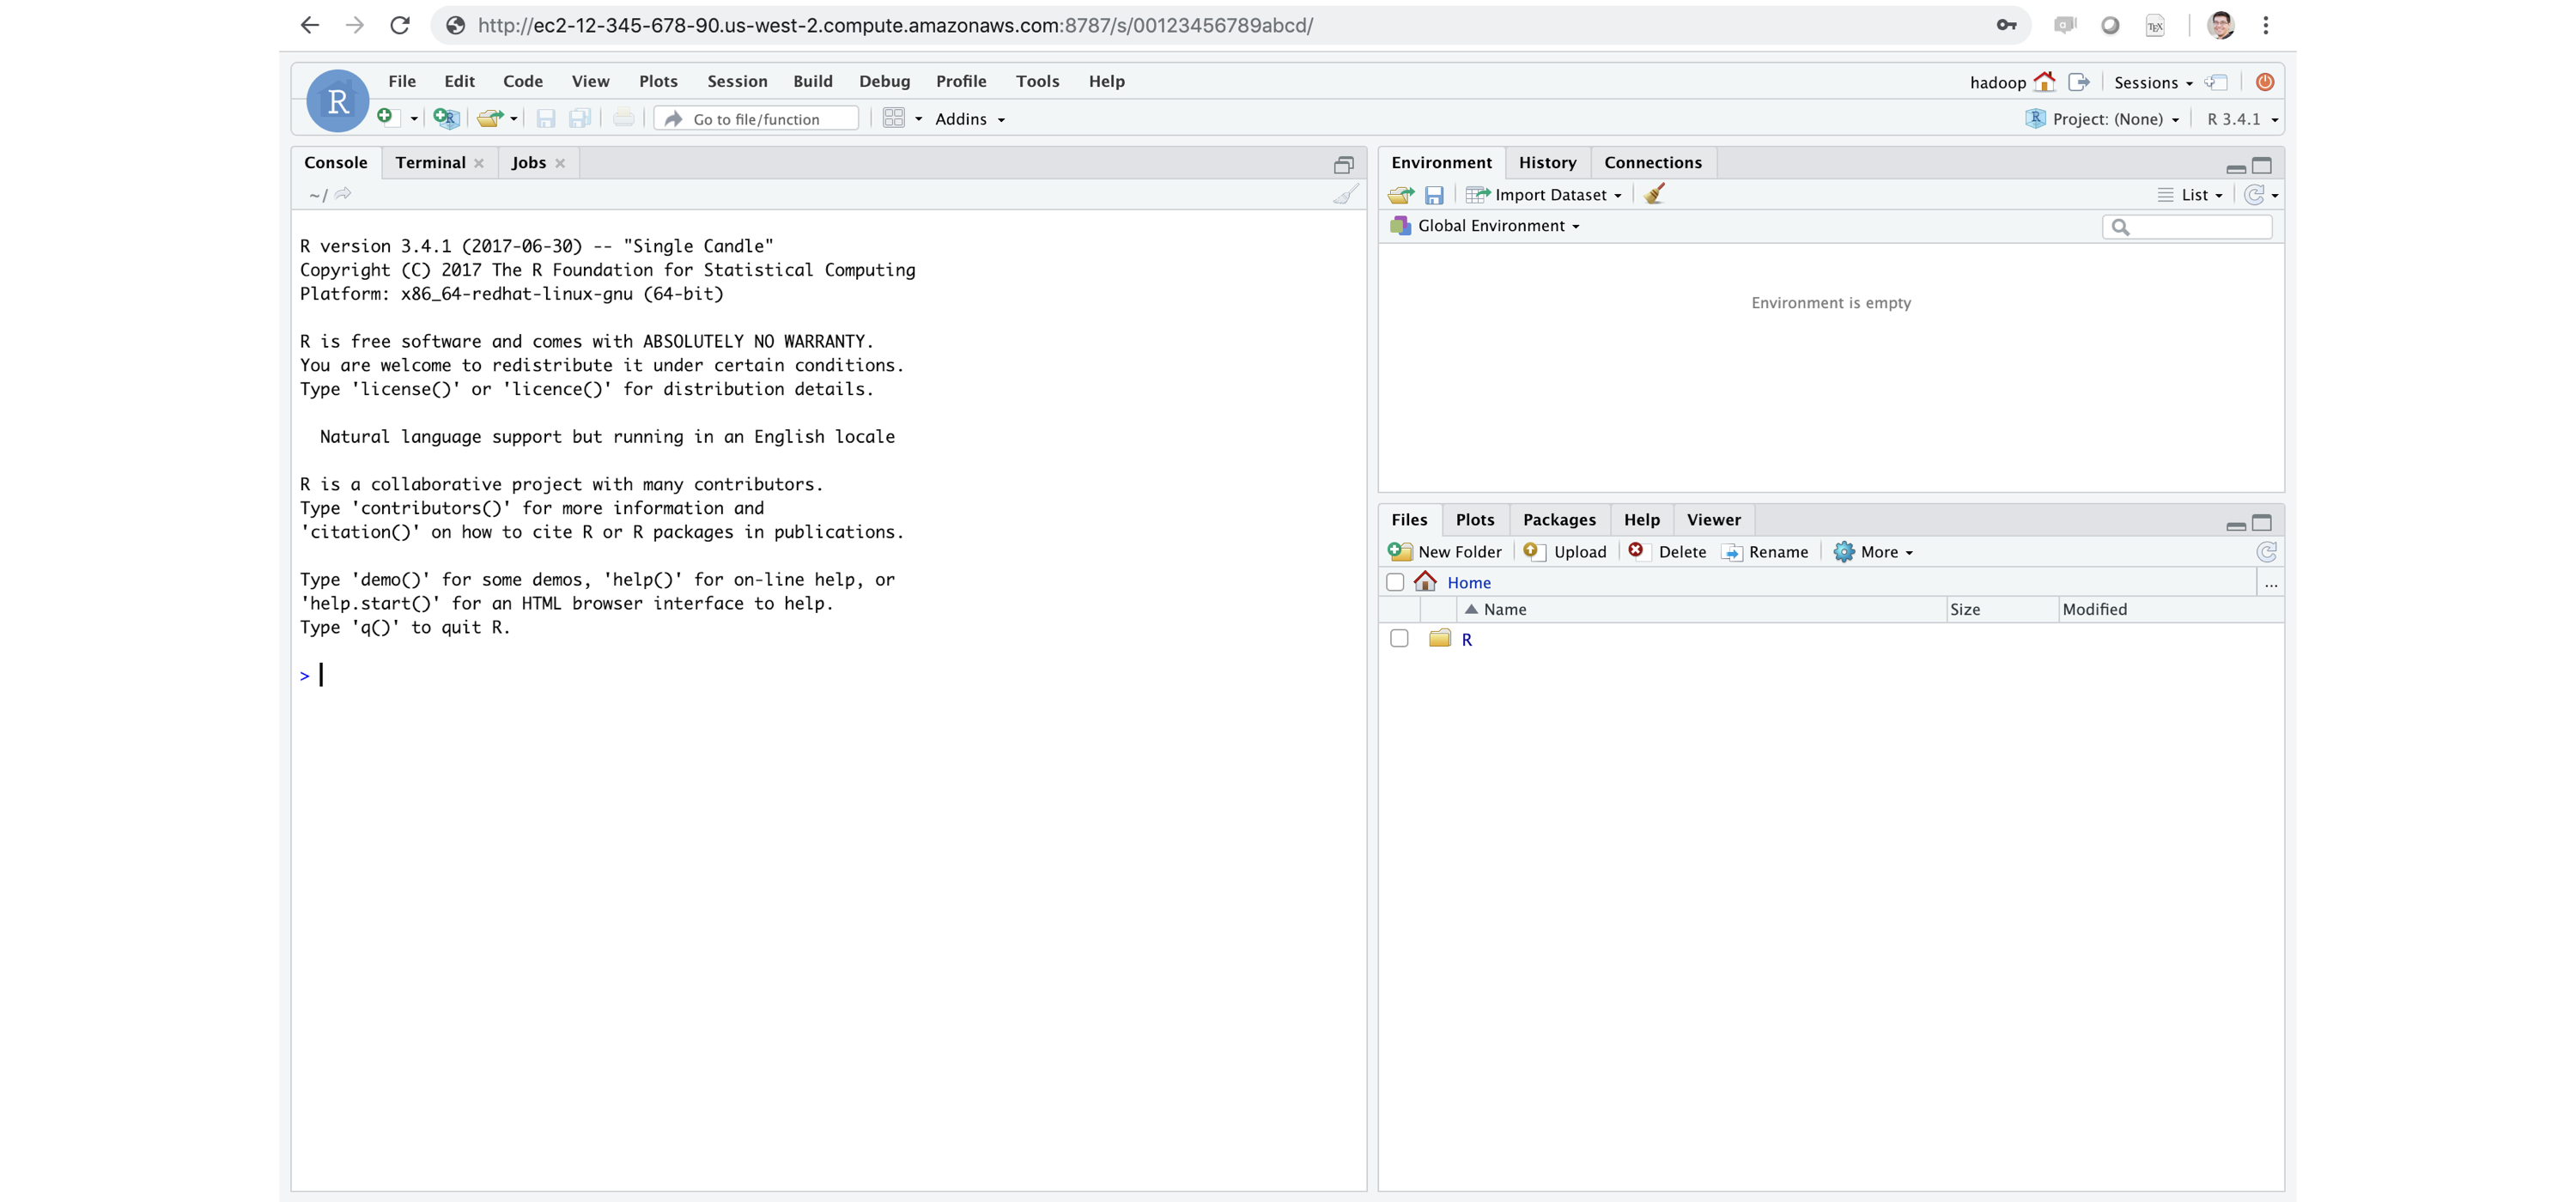 http://ec2-12-345-678-90.us-west-2.compute.amazonaws.com:8787/s/00123456789abcd/
R File Edit Code View Plots Session Build Debug Profile Tools Help hadoop Sessions
Go to file/function Addins Project: (None) R 3.4.1
Console Terminal Jobs
~/
R version 3.4.1 (2017-06-30) -- "Single Candle"
Copyright (C) 2017 The R Foundation for Statistical Computing
Platform: x86_64-redhat-linux-gnu (64-bit)
R is free software and comes with ABSOLUTELY NO WARRANTY.
You are welcome to redistribute it under certain conditions.
Type 'license()' or 'licence()' for distribution details.
Natural language support but running in an English locale
R is a collaborative project with many contributors.
Type 'contributors()' for more information and
'citation()' on how to cite R or R packages in publications.
Type 'demo()' for some demos, 'help()' for on-line help, or
'help.start()' for an HTML browser interface to help.
Type 'q()' to quit R.
>
Environment History Connections
Import Dataset List
Global Environment
Environment is empty
Files Plots Packages Help Viewer
New Folder Upload Delete Rename More
Home ...
Name Size Modified
R